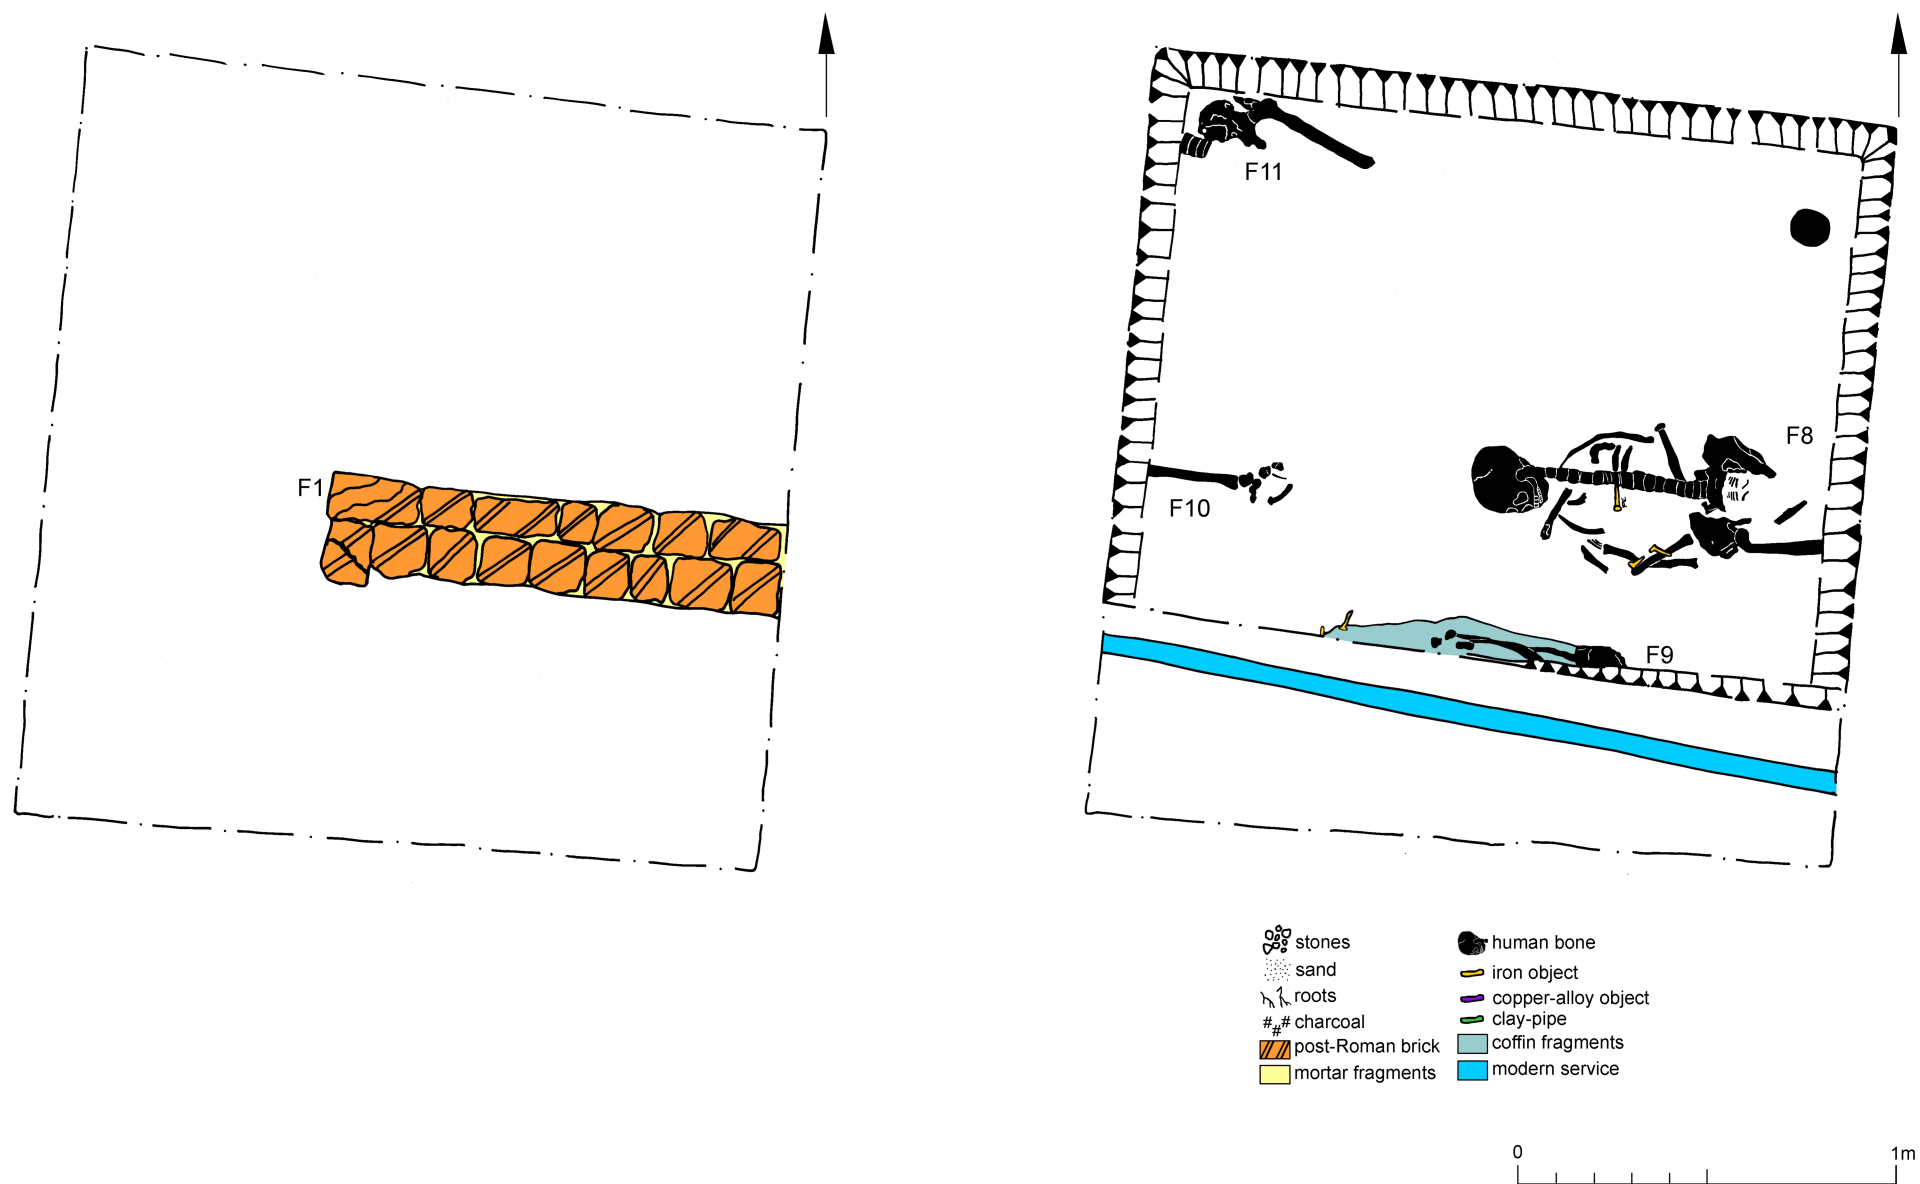 F1
F11
F8
F10
F9
stones
sand
roots
charcoal
post-Roman brick
mortar fragments
human bone
iron object
copper-alloy object
clay-pipe
coffin fragments
modern service
0 1m